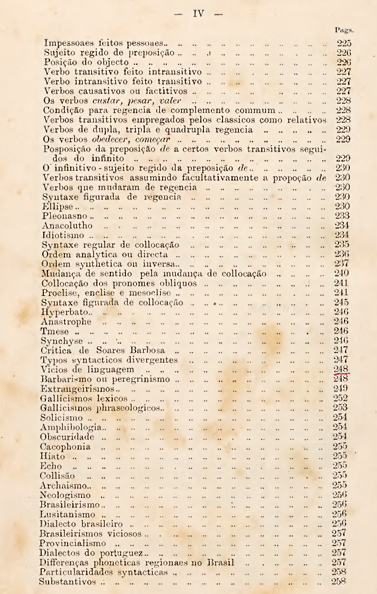 — IV —
Pags.
Impessoaes feitos pessoaes 225
Sujeito regido de preposição 226
Posição do objecto 226
Verbo transitivo feito intransitivo 227
Verbo intransitivo feito transitivo 227
Verbos causativos ou factitivos 227
Os verbos custar, pesar, valer 228
Condição para regencia de complemento commum 228
Verbos transitivos empregados pelos classicos como relativos 228
Verbos de dupla, tripla e quadrupla regencia 229
Os verbos obedecer, começar 229
Posposição da preposição de a certos verbos transitivos segui-
dos do infinito 229
O infinitivo-sujeito regido da preposição de 230
Verbos transitivos assumindo facultativamente a propoção de 230
Verbos que mudaram de regencia 230
Syntaxe figurada de regencia 230
Ellipse 230
Pleonasno 233
Anacolutho 234
Idiotismo 234
Syntaxe regular de collocação 235
Ordem analytica ou directa 236
Ordem synthetica ou inversa 237
Mudança de sentido pela mudança de collocação 240
Collocação dos pronomes obliquos 241
Proclise, enclise e mesoclise 241
Syntaxe figurada de collocação 245
Hyperbato 246
Anastrophe 246
Tmese 246
Synchyse 246
Critica de Soares Barbosa 247
Typos syntacticos divergentes 247
Vicios de linguagem 248
Barbarismo ou peregrinismo 248
Extrangeirismos 249
Gallicismos lexicos 252
Gallicismos phraseologicos 253
Solicismo 254
Amphibologia 254
Obscuridade 254
Cacophonia 255
Hiato 255
Echo 255
Collisão 255
Archaismo 255
Neologismo 256
Brasileirismo 256
Lusitanismo 256
Dialecto brasileiro 256
Brasileirismos viciosos 257
Provincialismo 257
Dialectos do portuguez 257
Differenças phoneticas regionaes no Brasil 257
Particularidades syntacticas 258
Substantivos 258